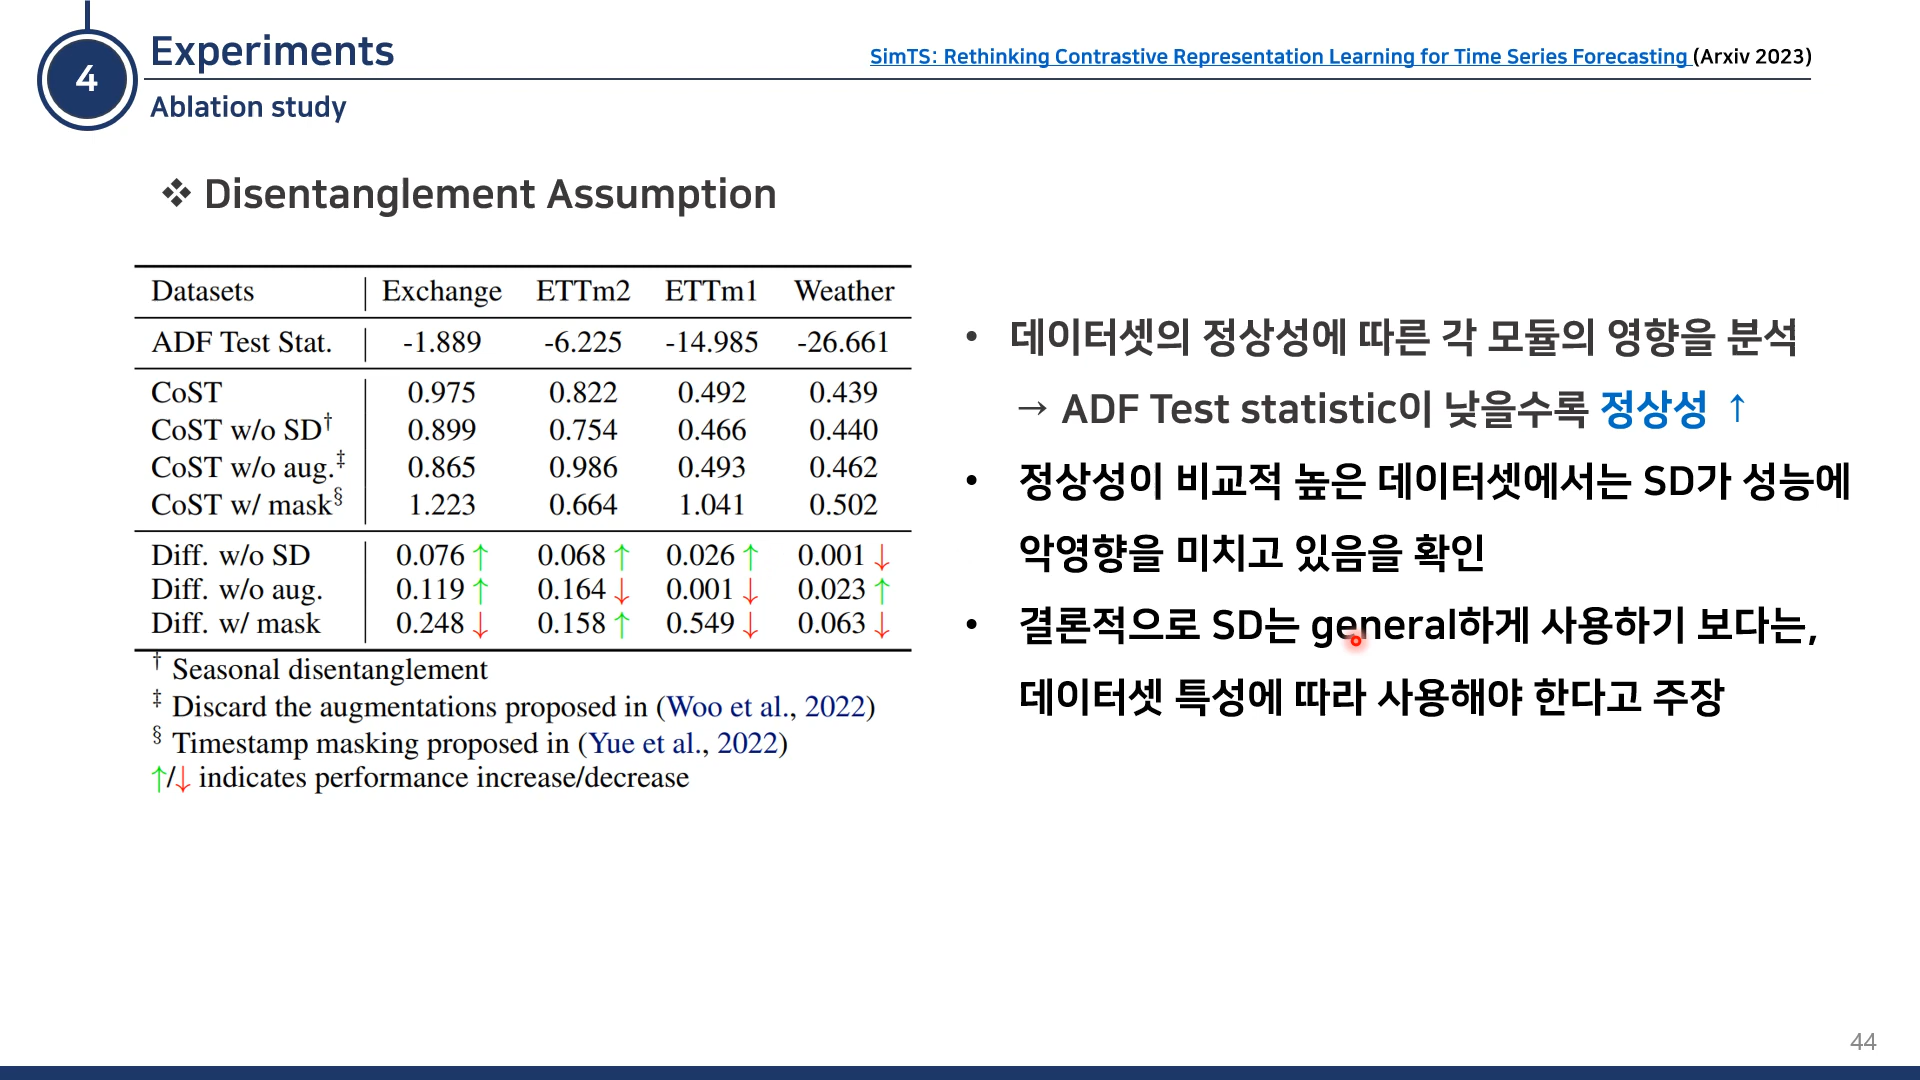 4
Experiments
SimTS: Rethinking Contrastive Representation Learning for Time Series Forecasting (Arxiv 2023)
Ablation study
❖ Disentanglement Assumption
Datasets Exchange ETTm2 ETTm1 Weather
ADF Test Stat. -1.889 -6.225 -14.985 -26.661
CoST 0.975 0.822 0.492 0.439
CoST w/o SD† 0.899 0.754 0.466 0.440
CoST w/o aug.‡ 0.865 0.986 0.493 0.462
CoST w/ mask§ 1.223 0.664 1.041 0.502
Diff. w/o SD 0.076 ↑ 0.068 ↑ 0.026 ↑ 0.001 ↓
Diff. w/o aug. 0.119 ↑ 0.164 ↓ 0.001 ↓ 0.023 ↑
Diff. w/ mask 0.248 ↓ 0.158 ↑ 0.549 ↓ 0.063 ↓
† Seasonal disentanglement
‡ Discard the augmentations proposed in (Woo et al., 2022)
§ Timestamp masking proposed in (Yue et al., 2022)
↑/↓ indicates performance increase/decrease
• 데이터셋의 정상성에 따른 각 모듈의 영향을 분석
→ ADF Test statistic이 낮을수록 정상성 ↑
• 정상성이 비교적 높은 데이터셋에서는 SD가 성능에
악영향을 미치고 있음을 확인
• 결론적으로 SD는 general하게 사용하기 보다는,
데이터셋 특성에 따라 사용해야 한다고 주장
44